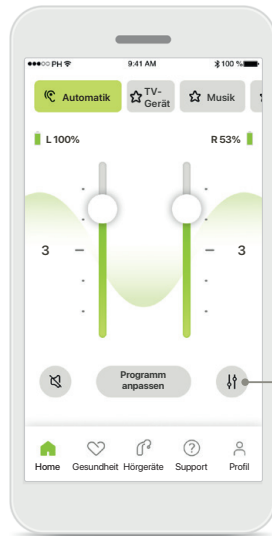 PH 9:41 AM 100 %
Automatik TV-Gerät Musik
L 100% R 53%
3 3
Programm
anpassen
Home Gesundheit Hörgeräte Support Profil